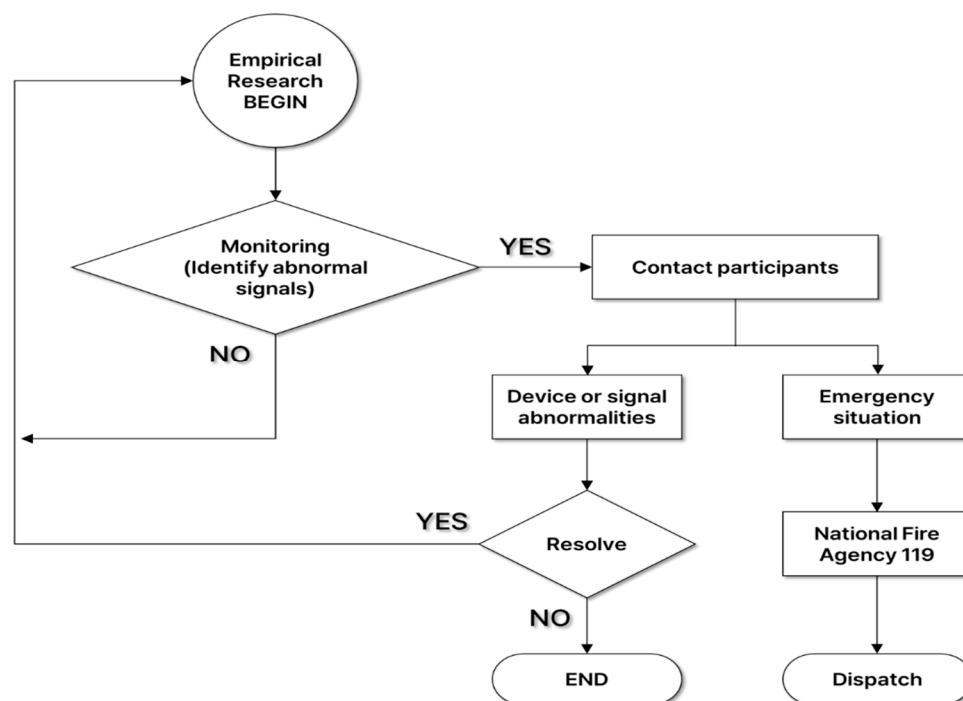 Empirical
Research
BEGIN
Monitoring
(Identify abnormal
signals)
YES
Contact participants
NO
Device or signal
abnormalities
Emergency
situation
YES
Resolve
National Fire
Agency 119
NO
END
Dispatch